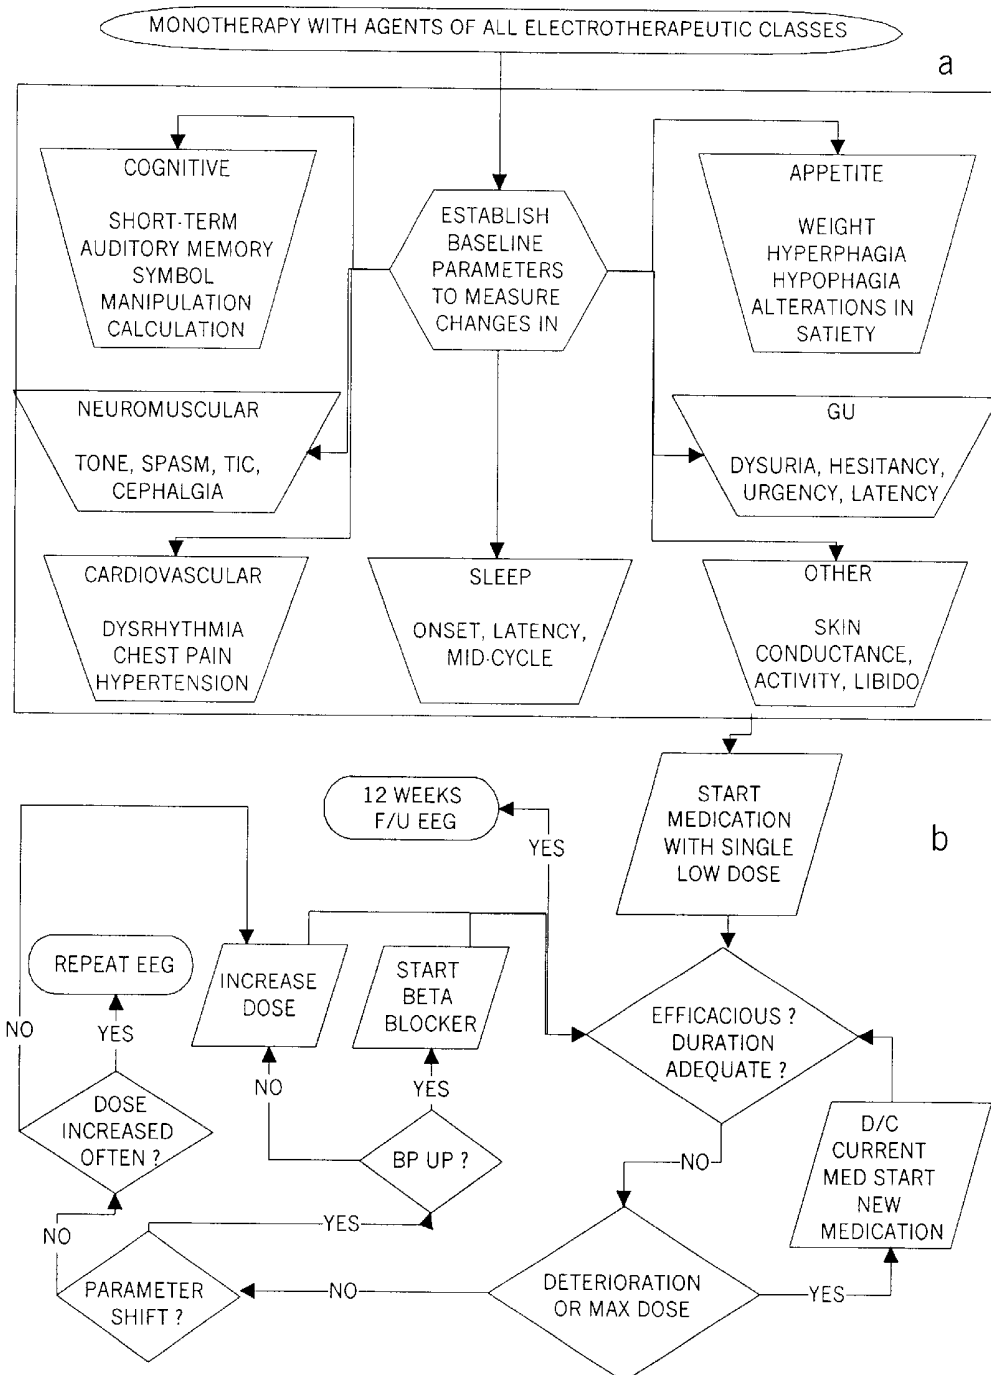 MONOTHERAPY WITH AGENTS OF ALL ELECTROTHERAPEUTIC CLASSES
a
COGNITIVE
SHORT-TERM
AUDITORY MEMORY
SYMBOL
MANIPULATION
CALCULATION
ESTABLISH
BASELINE
PARAMETERS
TO MEASURE
CHANGES IN
APPETITE
WEIGHT
HYPERPHAGIA
HYPOPHAGIA
ALTERATIONS IN
SATIETY
NEUROMUSCULAR
TONE, SPASM, TIC,
CEPHALGIA
GU
DYSURIA, HESITANCY,
URGENCY, LATENCY
CARDIOVASCULAR
DYSRHYTHMIA
CHEST PAIN
HYPERTENSION
SLEEP
ONSET, LATENCY,
MID-CYCLE
OTHER
SKIN
CONDUCTANCE,
ACTIVITY, LIBIDO
b
START
MEDICATION
WITH SINGLE
LOW DOSE
12 WEEKS
F/U EEG
YES
REPEAT EEG
INCREASE
DOSE
START
BETA
BLOCKER
EFFICACIOUS ?
DURATION
ADEQUATE ?
NO
YES
NO
YES
DOSE
INCREASED
OFTEN ?
BP UP ?
NO
D/C
CURRENT
MED START
NEW
MEDICATION
NO
YES
PARAMETER
SHIFT ?
NO
DETERIORATION
OR MAX DOSE
YES